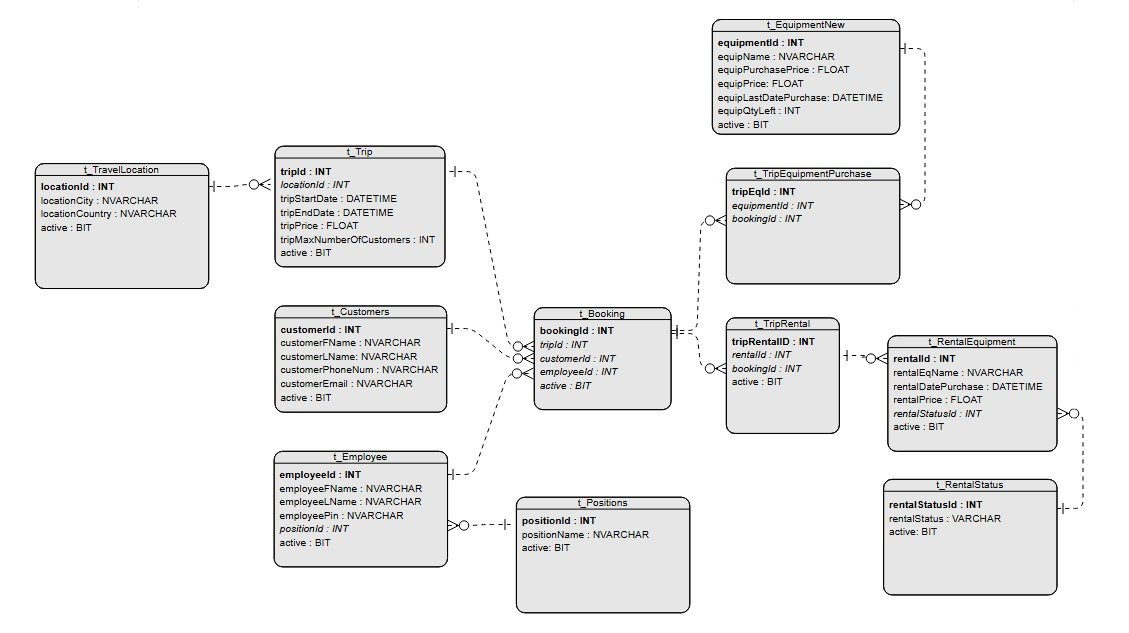 t_EquipmentNew
equipmentId : INT
equipName : NVARCHAR
equipPurchasePrice : FLOAT
equipPrice: FLOAT
equipLastDatePurchase: DATETIME
equipQtyLeft : INT
active : BIT
t_TravelLocation
locationId : INT
locationCity : NVARCHAR
locationCountry : NVARCHAR
active : BIT
t_Trip
tripId : INT
locationId : INT
tripStartDate : DATETIME
tripEndDate : DATETIME
tripPrice : FLOAT
tripMaxNumberOfCustomers : INT
active : BIT
t_TripEquipmentPurchase
tripEqId : INT
equipmentId : INT
bookingId : INT
t_Customers
customerId : INT
customerFName : NVARCHAR
customerLName: NVARCHAR
customerPhoneNum : NVARCHAR
customerEmail : NVARCHAR
active : BIT
t_Booking
bookingId : INT
tripId : INT
customerId : INT
employeeId : INT
active : BIT
t_TripRental
tripRentalID : INT
rentalId : INT
bookingId : INT
active : BIT
t_RentalEquipment
rentalId : INT
rentalEqName : NVARCHAR
rentalDatePurchase : DATETIME
rentalPrice : FLOAT
rentalStatusId : INT
active : BIT
t_Employee
employeeId : INT
employeeFName : NVARCHAR
employeeLName : NVARCHAR
employeePin : NVARCHAR
positionId : INT
active : BIT
t_Positions
positionId : INT
positionName : NVARCHAR
active: BIT
t_RentalStatus
rentalStatusId : INT
rentalStatus : VARCHAR
active: BIT